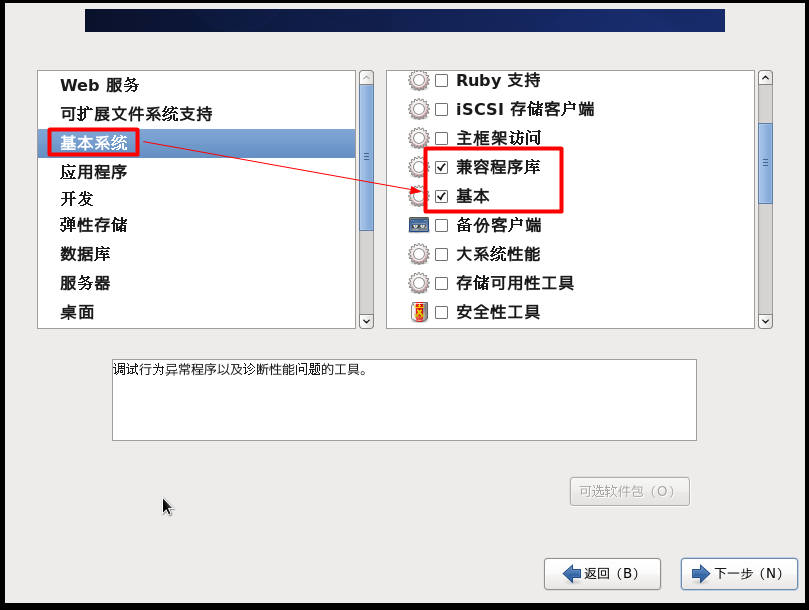 Web 服务
可扩展文件系统支持
基本系统
应用程序
开发
弹性存储
数据库
服务器
桌面
Ruby 支持
iSCSI 存储客户端
主框架访问
兼容程序库
基本
备份客户端
大系统性能
存储可用性工具
安全性工具
调试行为异常程序以及诊断性能问题的工具。
可选软件包（O）
返回（B）
下一步（N）